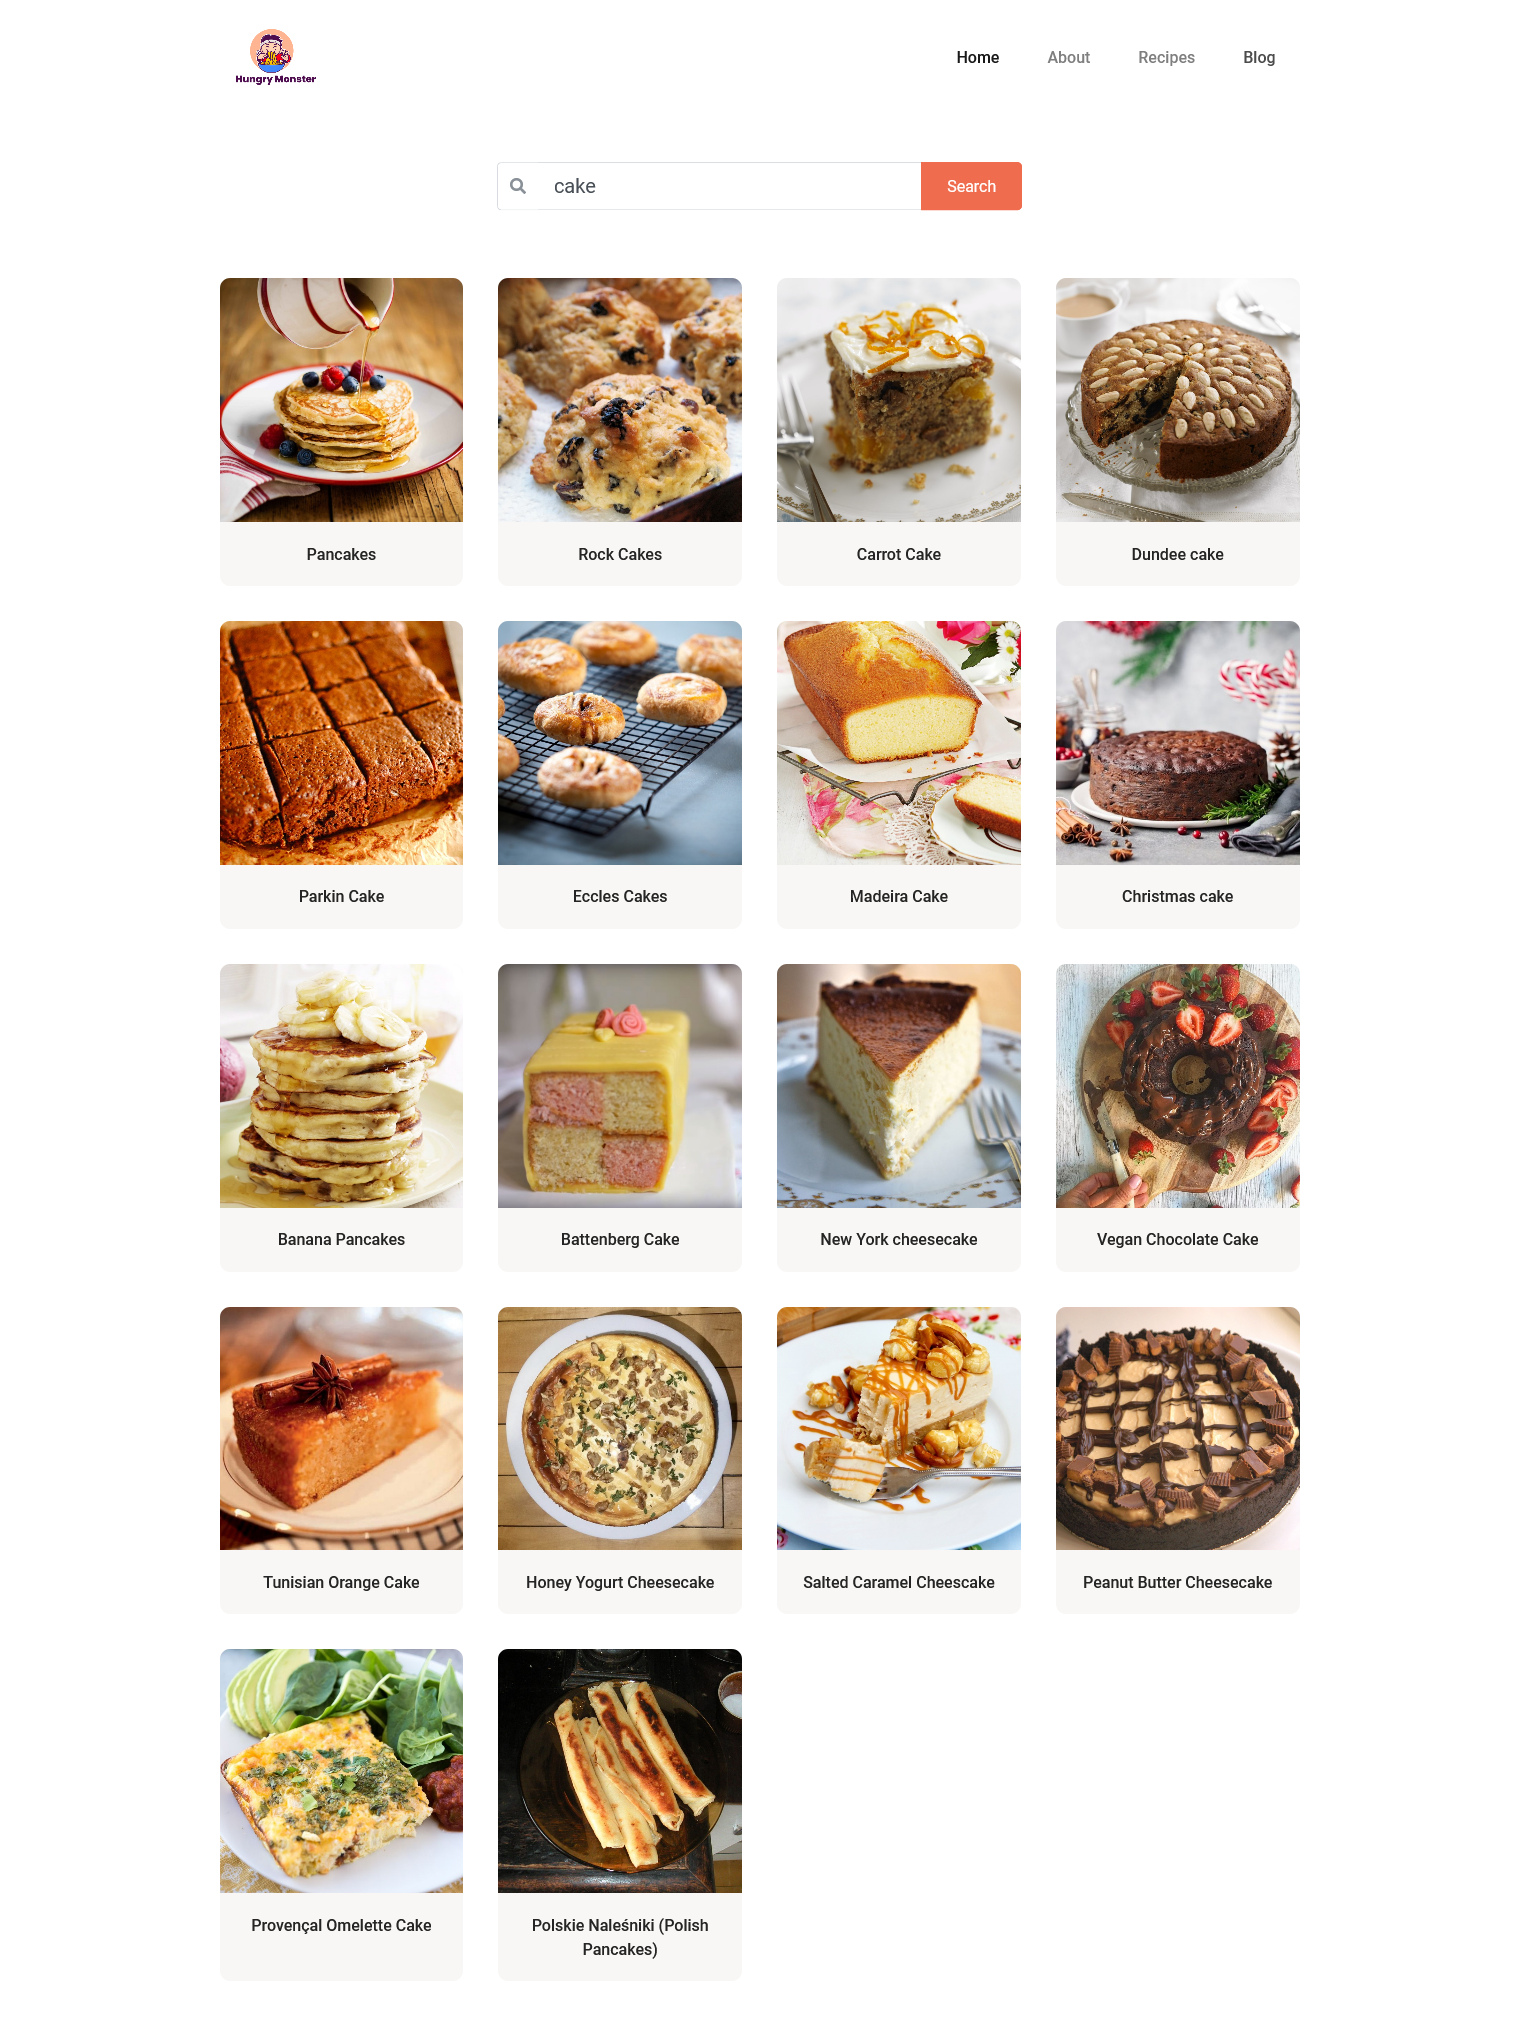 Hungry Monster
Home
About
Recipes
Blog
cake
Search
Pancakes
Rock Cakes
Carrot Cake
Dundee cake
Parkin Cake
Eccles Cakes
Madeira Cake
Christmas cake
Banana Pancakes
Battenberg Cake
New York cheesecake
Vegan Chocolate Cake
Tunisian Orange Cake
Honey Yogurt Cheesecake
Salted Caramel Cheescake
Peanut Butter Cheesecake
Provençal Omelette Cake
Polskie Naleśniki (Polish
Pancakes)